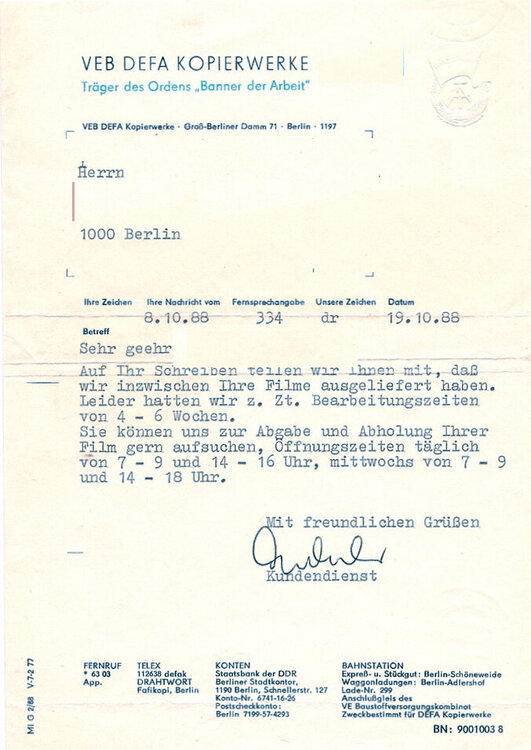 VEB DEFA KOPIERWERKE
Träger des Ordens „Banner der Arbeit"
VEB DEFA Kopierwerke · Groß-Berliner Damm 71 · Berlin · 1197
Herrn
1000 Berlin
Ihre Zeichen Ihre Nachricht vom Fernsprechangabe Unsere Zeichen Datum
8.10.88 334 dr 19.10.88
Betreff
Sehr geehr
Auf Ihr Schreiben teilen wir Ihnen mit, daß
wir inzwischen Ihre Filme ausgeliefert haben.
Leider hatten wir z. Zt. Bearbeitungszeiten
von 4 - 6 Wochen.
Sie können uns zur Abgabe und Abholung Ihrer
Film gern aufsuchen, Öffnungszeiten täglich
von 7 - 9 und 14 - 16 Uhr, mittwochs von 7 - 9
und 14 - 18 Uhr.
Mit freundlichen Grüßen
Kundendienst
FERNRUF
* 63 03
App.
TELEX
112638 defak
DRAHTWORT
Fafikopi, Berlin
KONTEN
Staatsbank der DDR
Berliner Stadtkontor,
1190 Berlin, Schnellerstr. 127
Konto-Nr. 6741-16-26
Postscheckkonto:
Berlin 7199-57-4293
BAHNSTATION
Expreß- u. Stückgut: Berlin-Schöneweide
Waggonladungen: Berlin-Adlershof
Lade-Nr. 299
Anschlußgleis des
VE Baustoffversorgungskombinat
Zweckbestimmt für DEFA Kopierwerke
BN: 9001003 8
MI G 2/88 V-7-2 77